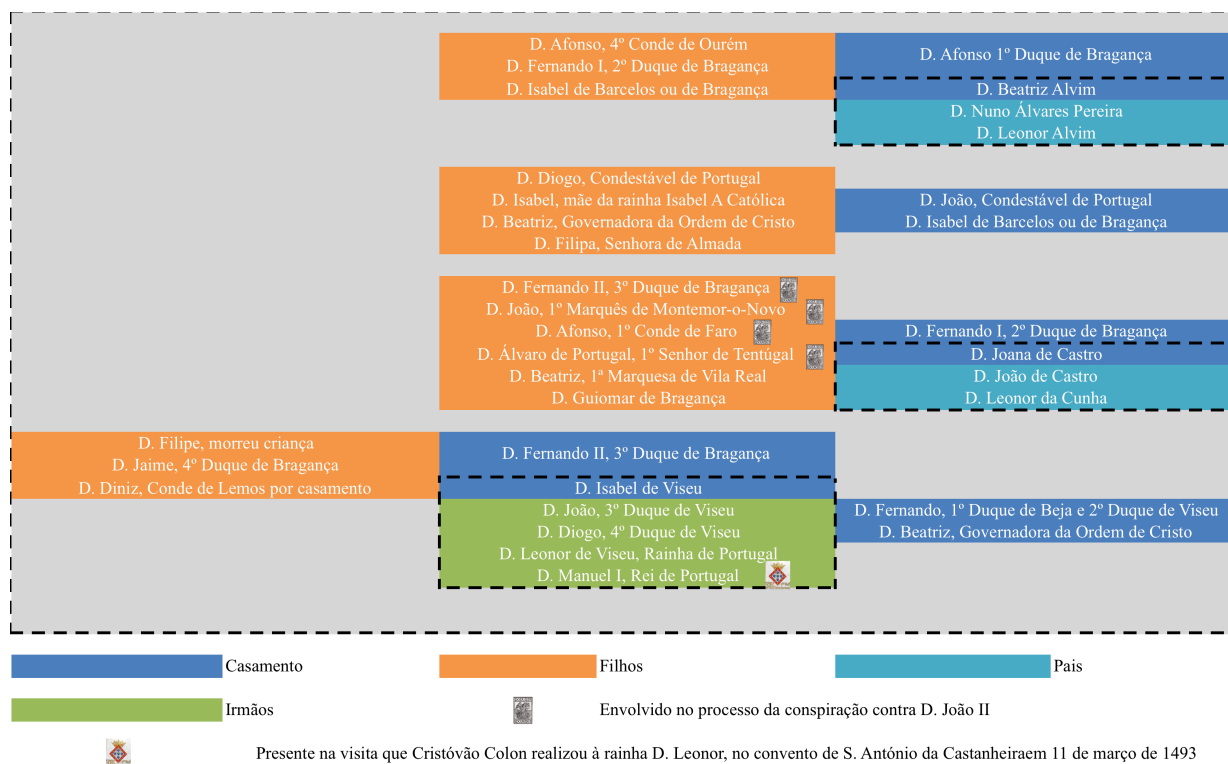 D. Afonso, 4º Conde de Ourém
D. Fernando I, 2º Duque de Bragança
D. Isabel de Barcelos ou de Bragança
D. Afonso 1º Duque de Bragança
D. Beatriz Alvim
D. Nuno Álvares Pereira
D. Leonor Alvim
D. Diogo, Condestável de Portugal
D. Isabel, mãe da rainha Isabel A Católica
D. Beatriz, Governadora da Ordem de Cristo
D. Filipa, Senhora de Almada
D. João, Condestável de Portugal
D. Isabel de Barcelos ou de Bragança
D. Fernando II, 3º Duque de Bragança
D. João, 1º Marquês de Montemor-o-Novo
D. Afonso, 1º Conde de Faro
D. Álvaro de Portugal, 1º Senhor de Tentúgal
D. Beatriz, 1ª Marquesa de Vila Real
D. Guiomar de Bragança
D. Fernando I, 2º Duque de Bragança
D. Joana de Castro
D. João de Castro
D. Leonor da Cunha
D. Filipe, morreu criança
D. Jaime, 4º Duque de Bragança
D. Diniz, Conde de Lemos por casamento
D. Fernando II, 3º Duque de Bragança
D. Isabel de Viseu
D. João, 3º Duque de Viseu
D. Diogo, 4º Duque de Viseu
D. Leonor de Viseu, Rainha de Portugal
D. Manuel I, Rei de Portugal
D. Fernando, 1º Duque de Beja e 2º Duque de Viseu
D. Beatriz, Governadora da Ordem de Cristo
Casamento
Filhos
Pais
Irmãos
Envolvido no processo da conspiração contra D. João II
Presente na visita que Cristóvão Colon realizou à rainha D. Leonor, no convento de S. António da Castanheiraem 11 de março de 1493